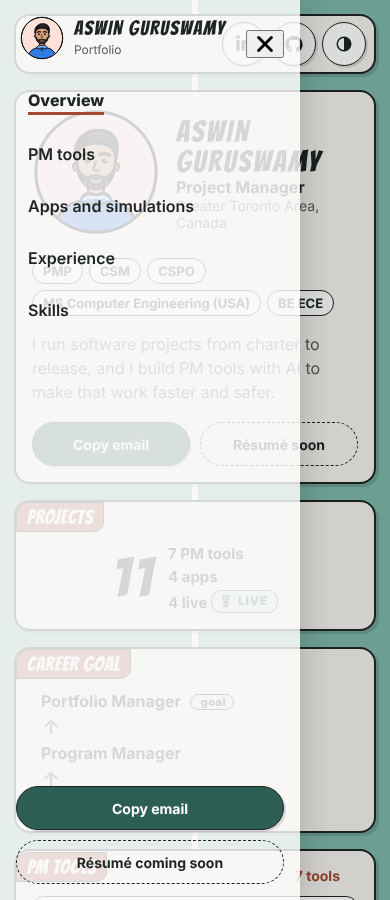 ASWIN GURUSWAMY
Portfolio
Overview
PM tools
Apps and simulations
Experience
Skills
ASWIN
GURUSWAMY
Project Manager
Greater Toronto Area,
Canada
PMP
CSM
CSPO
MS Computer Engineering (USA)
BE ECE
I run software projects from charter to
release, and I build PM tools with AI to
make that work faster and safer.
Copy email
Résumé soon
PROJECTS
11
7 PM tools
4 apps
4 live
LIVE
CAREER GOAL
Portfolio Manager
goal
↑
Program Manager
↑
Copy email
Résumé coming soon
PM TOOLS
7 tools